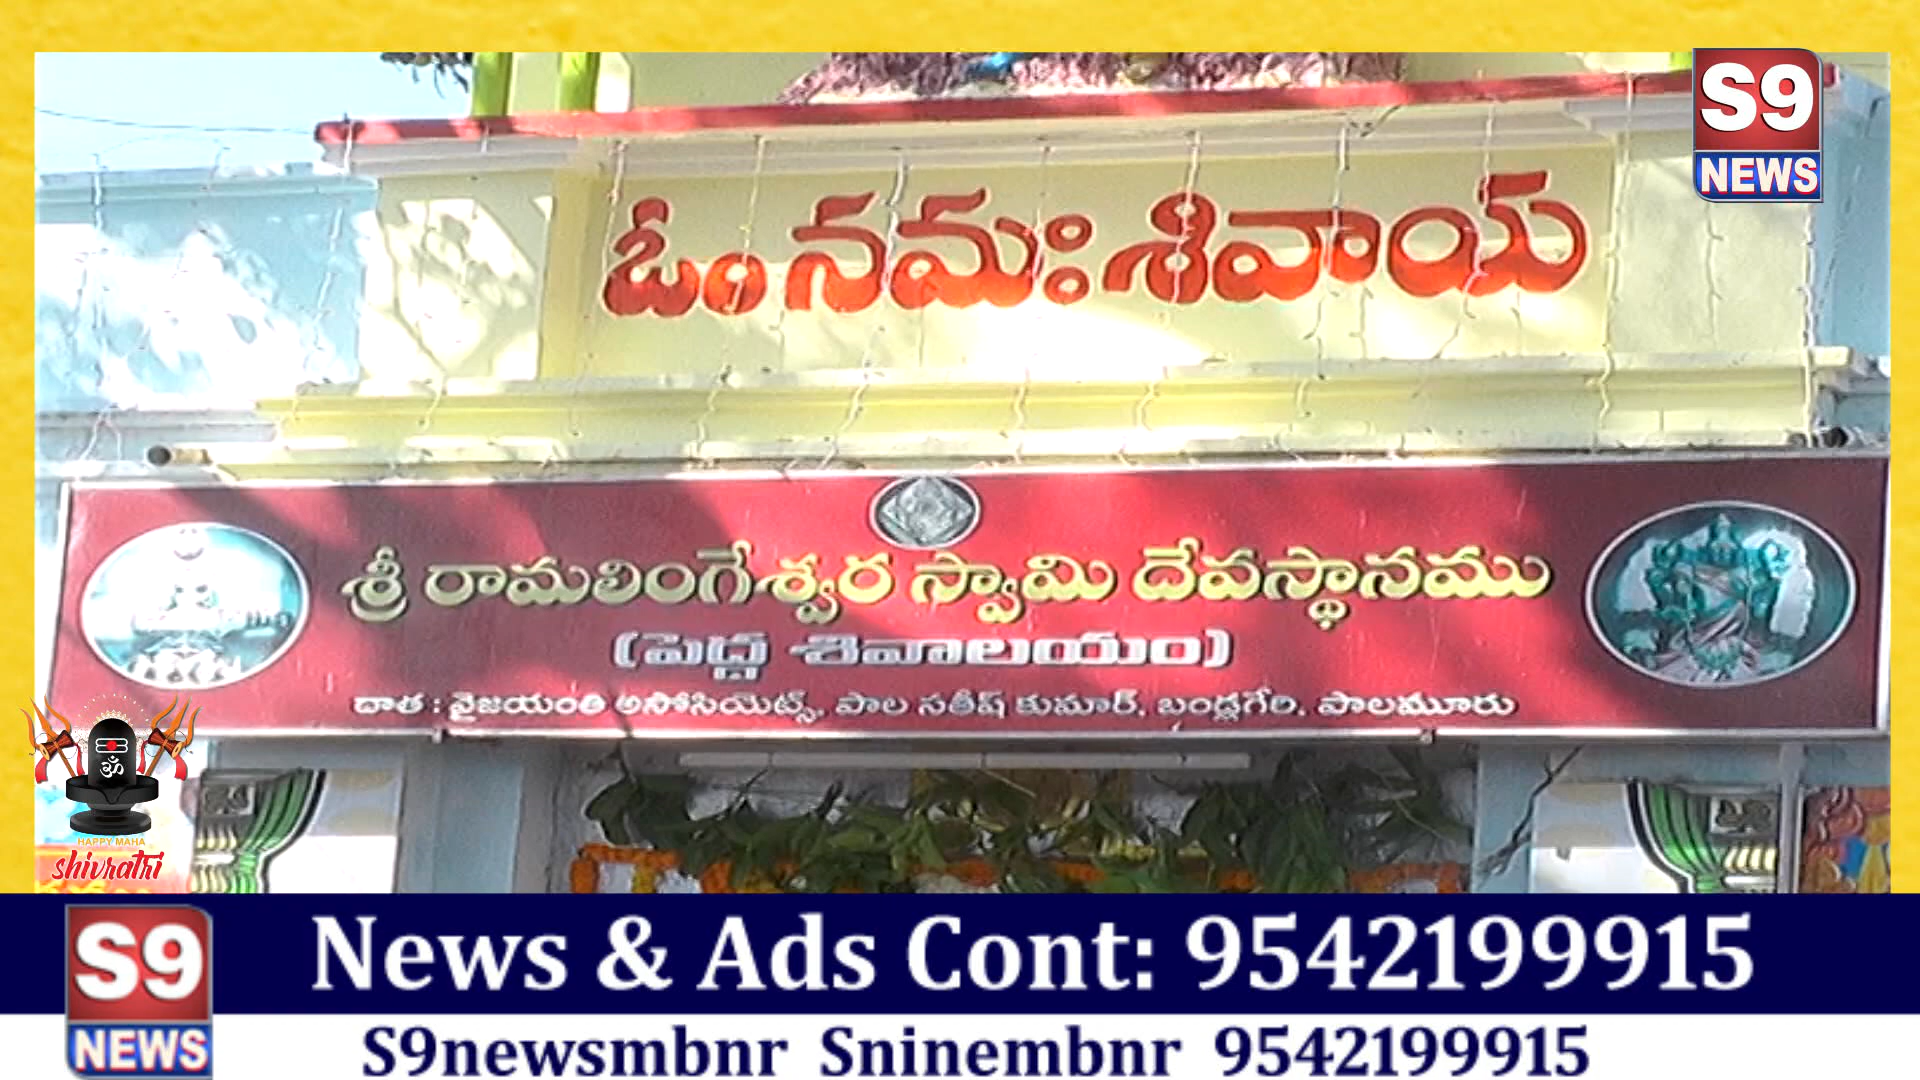 S9
NEWS
ఓం నమః శివాయ్
శ్రీ రామలింగేశ్వర స్వామి దేవస్థానము
(పెద్ద శివాలయం)
దాత : వైజయంతి అసోసియెట్స్, పాల సతీష్ కుమార్, బండ్లగేరి, పాలమూరు
ॐ
HAPPY MAHA
shivratri
S9
NEWS
News & Ads Cont: 9542199915
S9newsmbnr Sninembnr 9542199915